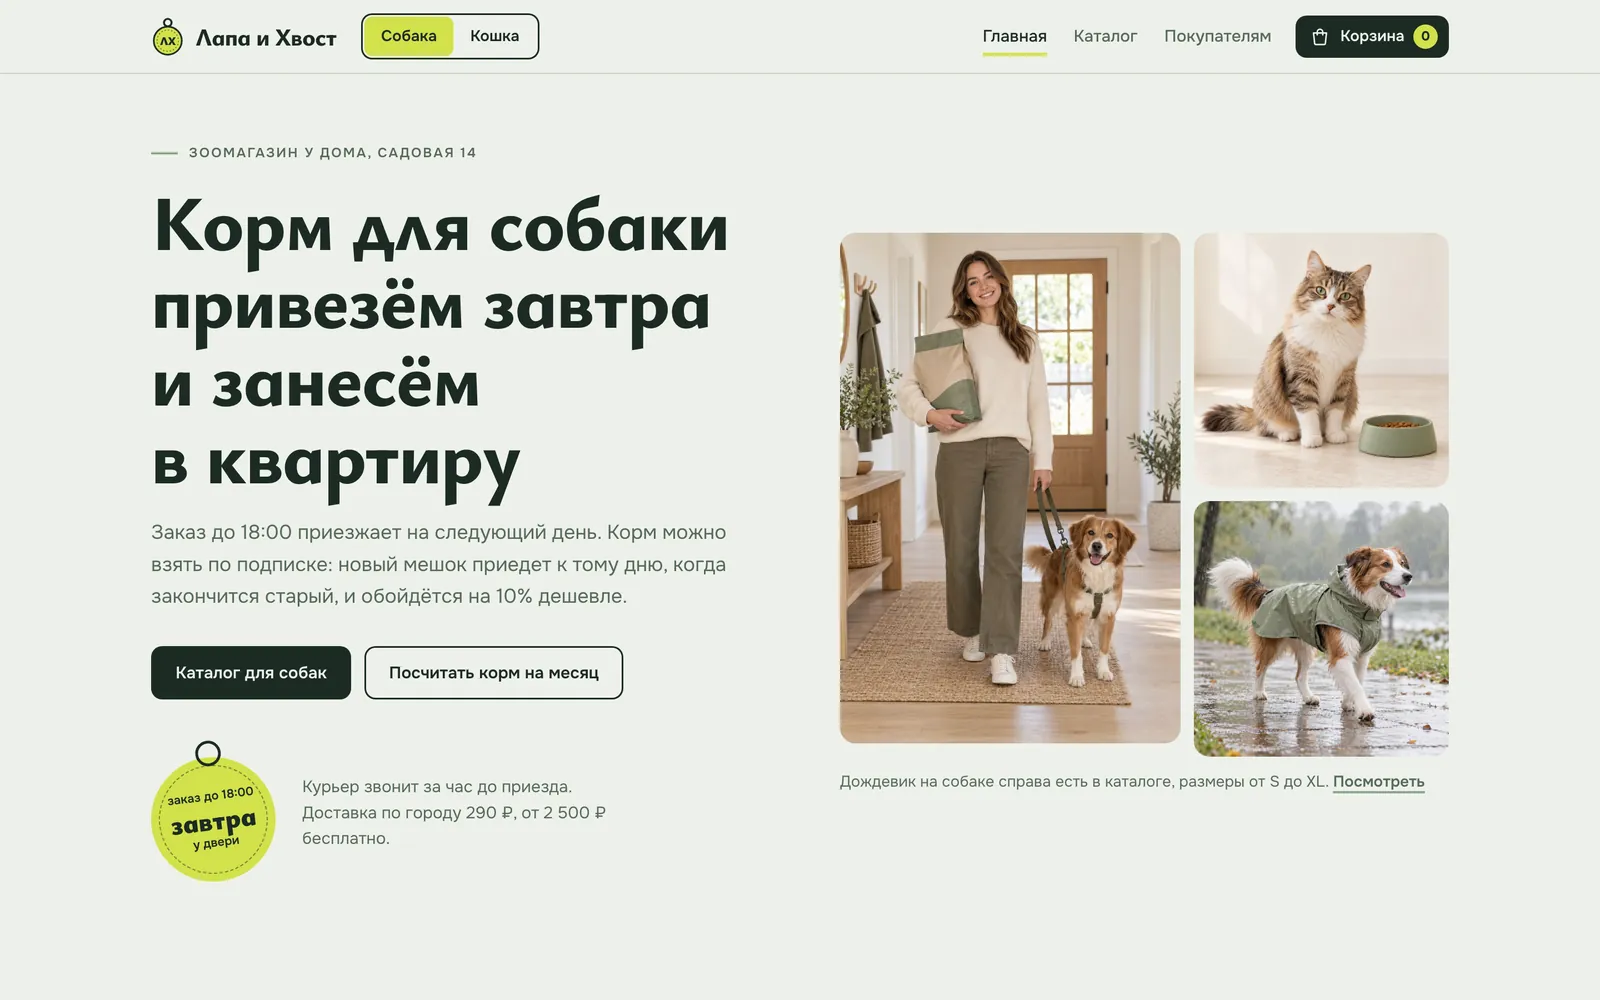 ЛХ Лапа и Хвост Собака Кошка Главная Каталог Покупателям Корзина 0
ЗООМАГАЗИН У ДОМА, САДОВАЯ 14
Корм для собаки
привезём завтра
и занесём
в квартиру
Заказ до 18:00 приезжает на следующий день. Корм можно
взять по подписке: новый мешок приедет к тому дню, когда
закончится старый, и обойдётся на 10% дешевле.
Каталог для собак Посчитать корм на месяц
заказ до 18:00
завтра
у двери
Курьер звонит за час до приезда.
Доставка по городу 290 ₽, от 2 500 ₽
бесплатно.
Дождевик на собаке справа есть в каталоге, размеры от S до XL. Посмотреть